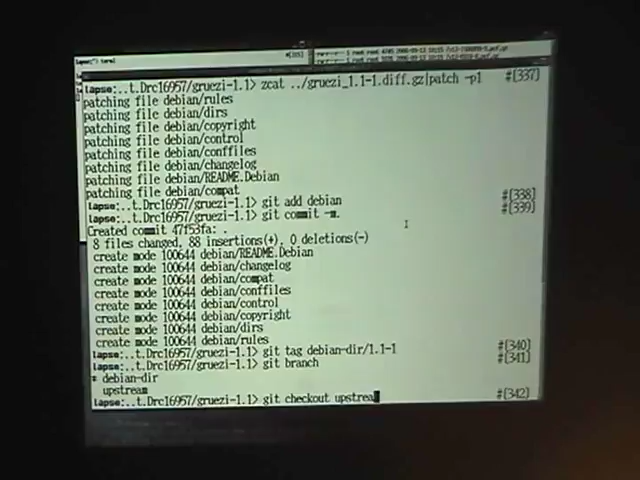 lapse:..t.Drc16957/gruezi-1.1> zcat ../gruezi_1.1-1.diff.gz|patch -p1 #[337]
patching file debian/rules
patching file debian/dirs
patching file debian/copyright
patching file debian/control
patching file debian/conffiles
patching file debian/changelog
patching file debian/README.Debian
patching file debian/compat
lapse:..t.Drc16957/gruezi-1.1> git add debian #[338]
lapse:..t.Drc16957/gruezi-1.1> git commit -m. #[339]
Created commit 47f53fa: .
8 files changed, 88 insertions(+), 0 deletions(-)
create mode 100644 debian/README.Debian
create mode 100644 debian/changelog
create mode 100644 debian/compat
create mode 100644 debian/conffiles
create mode 100644 debian/control
create mode 100644 debian/copyright
create mode 100644 debian/dirs
create mode 100644 debian/rules
lapse:..t.Drc16957/gruezi-1.1> git tag debian-dir/1.1-1 #[340]
lapse:..t.Drc16957/gruezi-1.1> git branch #[341]
* debian-dir
upstream
lapse:..t.Drc16957/gruezi-1.1> git checkout upstrea #[342]